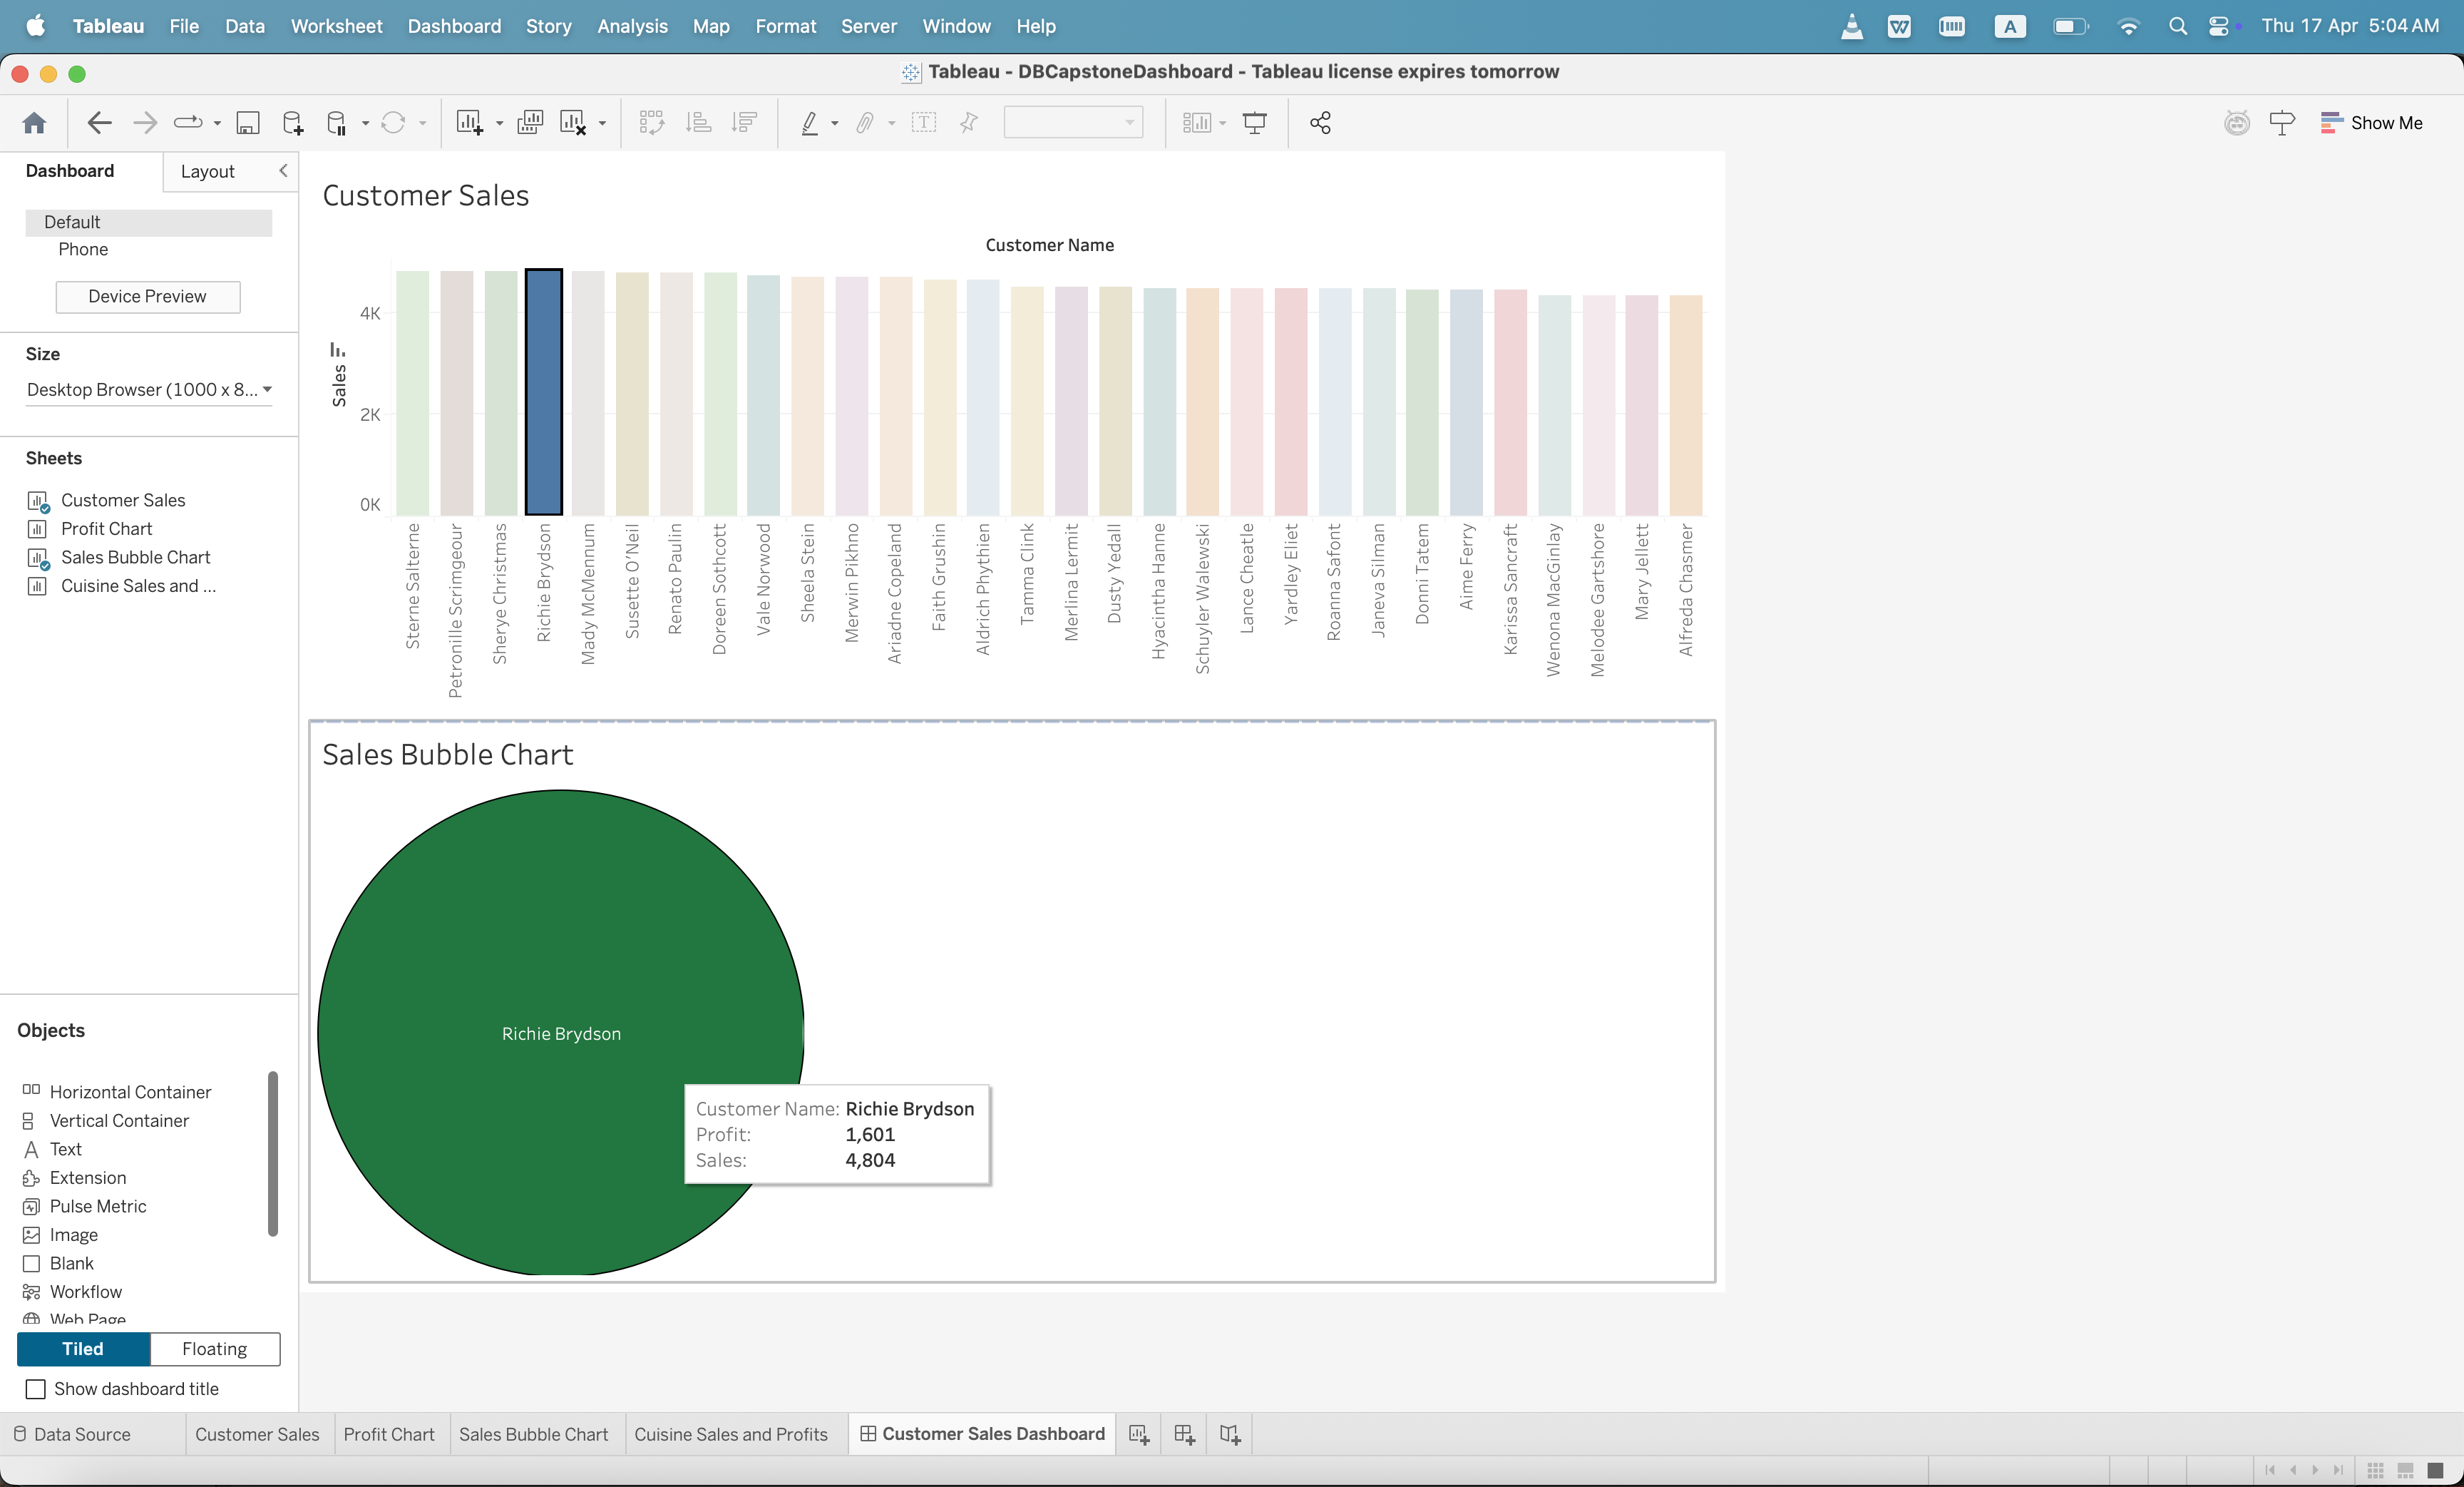 Tableau File Data Worksheet Dashboard Story Analysis Map Format Server Window Help
W A Thu 17 Apr 5:04 AM
Tableau - DBCapstoneDashboard - Tableau license expires tomorrow
T
Show Me
Dashboard Layout
Default
Phone
Device Preview
Size
Desktop Browser (1000 x 8...
Sheets
Customer Sales
Profit Chart
Sales Bubble Chart
Cuisine Sales and ...
Objects
Horizontal Container
Vertical Container
A Text
Extension
Pulse Metric
Image
Blank
Workflow
Web Page
Tiled Floating
Show dashboard title
Customer Sales
Customer Name
Sales
4K
2K
0K
Sterne Salterne
Petronille Scrimgeour
Sherye Christmas
Richie Brydson
Mady McMennum
Susette O'Neil
Renato Paulin
Doreen Sothcott
Vale Norwood
Sheela Stein
Merwin Pikhno
Ariadne Copeland
Faith Grushin
Aldrich Phythien
Tamma Clink
Merlina Lermit
Dusty Yedall
Hyacintha Hanne
Schuyler Walewski
Lance Cheatle
Yardley Eliet
Roanna Safont
Janeva Silman
Donni Tatem
Aime Ferry
Karissa Sancraft
Wenona MacGinlay
Melodee Gartshore
Mary Jellett
Alfreda Chasmer
Sales Bubble Chart
Richie Brydson
Customer Name: Richie Brydson
Profit: 1,601
Sales: 4,804
Data Source Customer Sales Profit Chart Sales Bubble Chart Cuisine Sales and Profits Customer Sales Dashboard